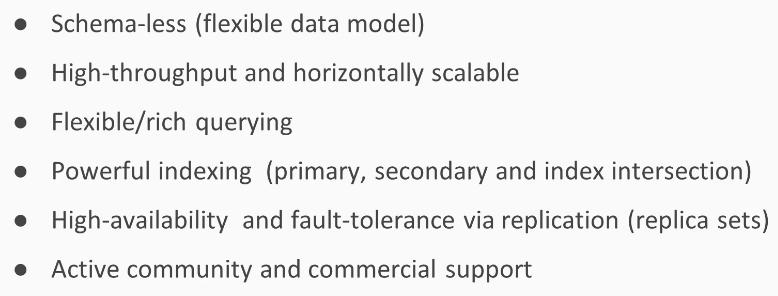 ● Schema-less (flexible data model)
● High-throughput and horizontally scalable
● Flexible/rich querying
● Powerful indexing  (primary, secondary and index intersection)
● High-availability  and fault-tolerance via replication (replica sets)
● Active community and commercial support